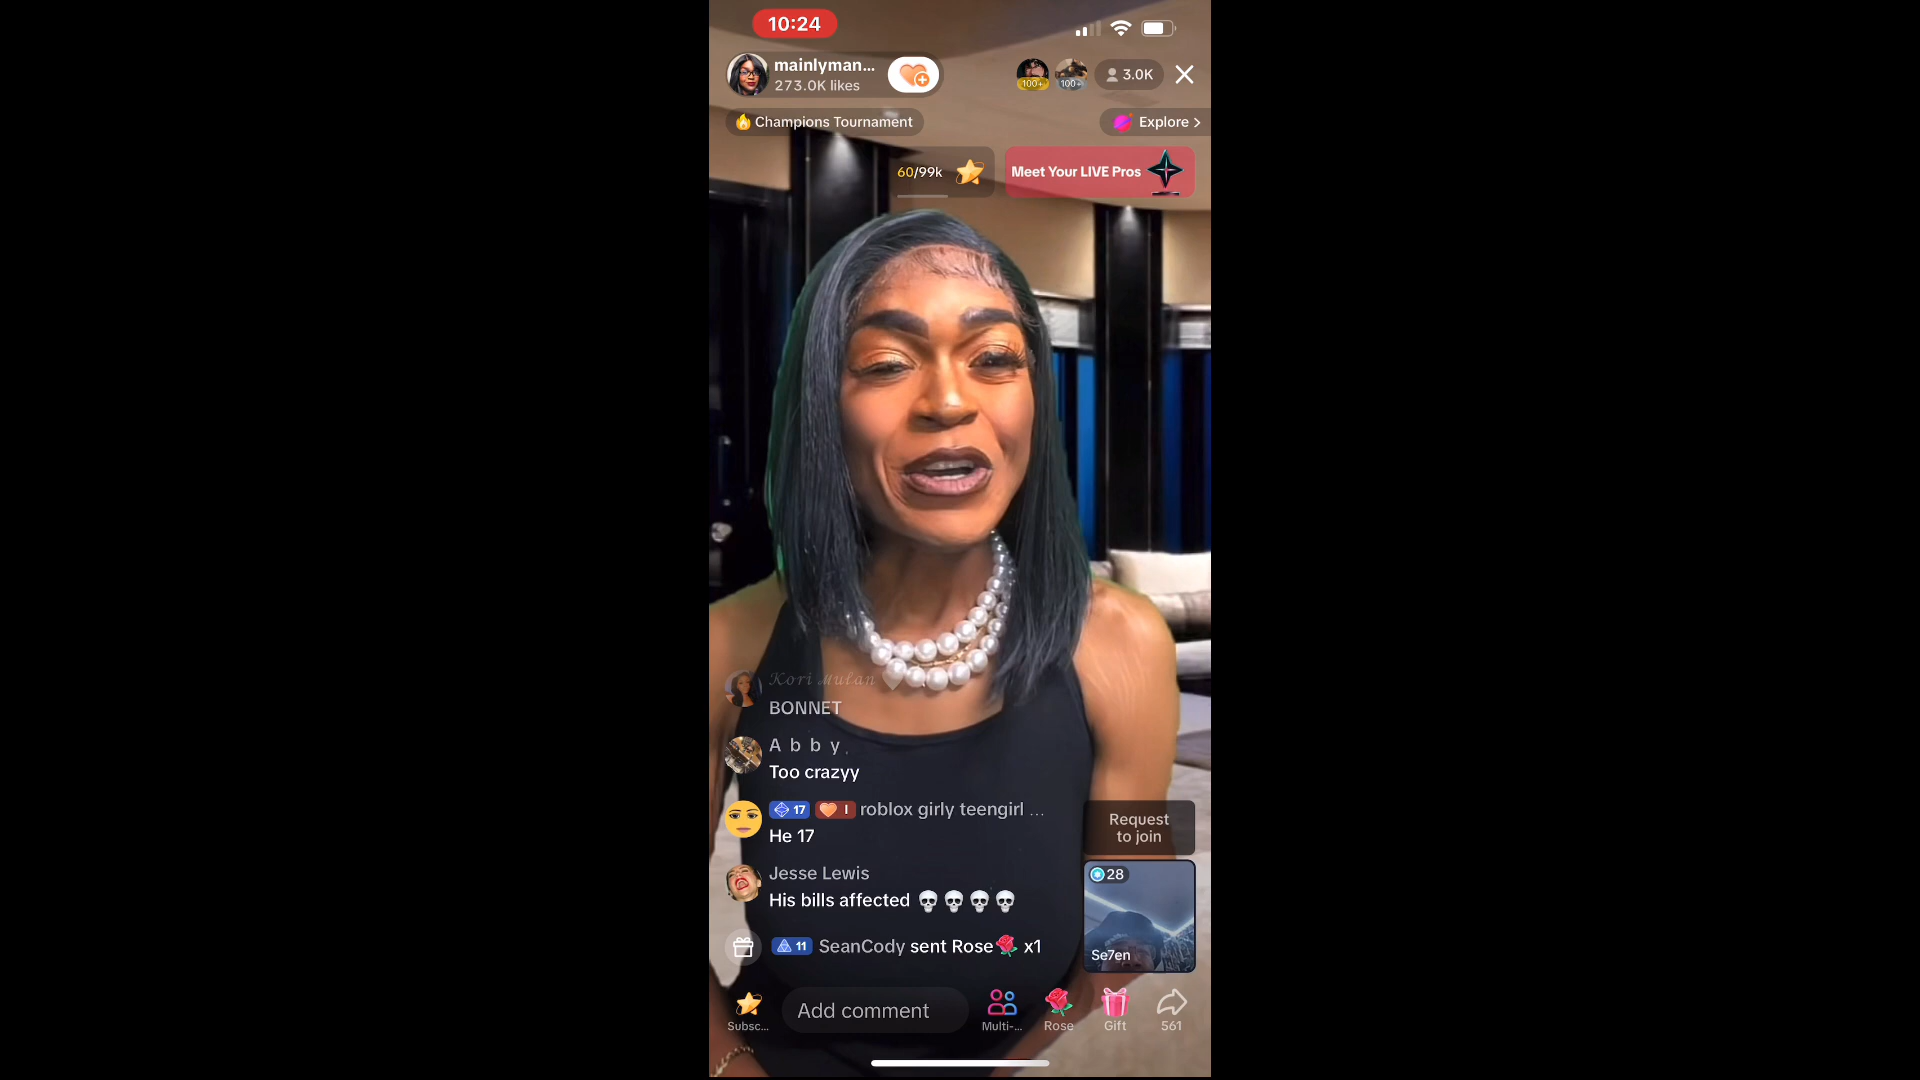 10:24
mainlyman...
273.0K likes
100+
100+
3.0K
Champions Tournament
Explore >
60/99k
Meet Your LIVE Pros
Kori Mulan
BONNET
A b b y .
Too crazyy
17 I roblox girly teengirl ...
He 17
Request
to join
Jesse Lewis
His bills affected 💀💀💀💀
28
11 SeanCody sent Rose🌹 x1
Se7en
Add comment
Subsc...
Multi-...
Rose
Gift
561